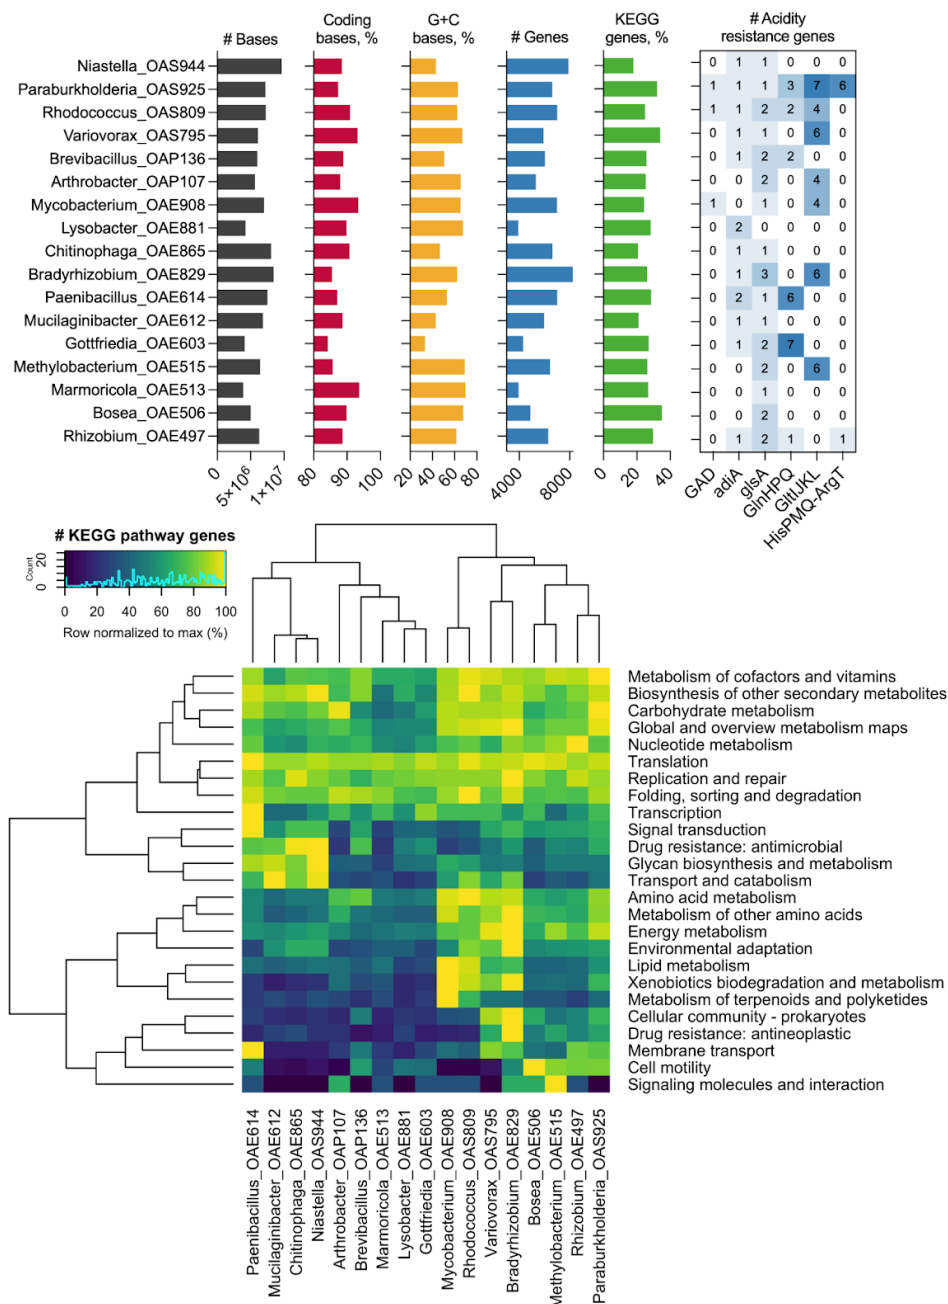 # Bases
Coding
bases, %
G+C
bases, %
# Genes
KEGG
genes, %
# Acidity
resistance genes
Niastella_OAS944 0 1 1 0 0 0
Paraburkholderia_OAS925 1 1 1 3 7 6
Rhodococcus_OAS809 1 1 2 2 4 0
Variovorax_OAS795 0 1 1 0 6 0
Brevibacillus_OAP136 0 1 2 2 0 0
Arthrobacter_OAP107 0 0 2 0 4 0
Mycobacterium_OAE908 1 0 1 0 4 0
Lysobacter_OAE881 0 2 0 0 0 0
Chitinophaga_OAE865 0 1 1 0 0 0
Bradyrhizobium_OAE829 0 1 3 0 6 0
Paenibacillus_OAE614 0 2 1 6 0 0
Mucilaginibacter_OAE612 0 1 1 0 0 0
Gottfriedia_OAE603 0 1 2 7 0 0
Methylobacterium_OAE515 0 0 2 0 6 0
Marmoricola_OAE513 0 0 1 0 0 0
Bosea_OAE506 0 0 2 0 0 0
Rhizobium_OAE497 0 1 2 1 0 1
0 5×10⁶ 1×10⁷
80 90 100
20 40 60 80
4000 8000
0 20 40
GAD
adiA
glsA
GlnHPQ
GltIJKL
HisPMQ-ArgT
# KEGG pathway genes
Count
0 20
0 20 40 60 80 100
Row normalized to max (%)
Metabolism of cofactors and vitamins
Biosynthesis of other secondary metabolites
Carbohydrate metabolism
Global and overview metabolism maps
Nucleotide metabolism
Translation
Replication and repair
Folding, sorting and degradation
Transcription
Signal transduction
Drug resistance: antimicrobial
Glycan biosynthesis and metabolism
Transport and catabolism
Amino acid metabolism
Metabolism of other amino acids
Energy metabolism
Environmental adaptation
Lipid metabolism
Xenobiotics biodegradation and metabolism
Metabolism of terpenoids and polyketides
Cellular community - prokaryotes
Drug resistance: antineoplastic
Membrane transport
Cell motility
Signaling molecules and interaction
Paenibacillus_OAE614
Mucilaginibacter_OAE612
Chitinophaga_OAE865
Niastella_OAS944
Arthrobacter_OAP107
Brevibacillus_OAP136
Marmoricola_OAE513
Lysobacter_OAE881
Gottfriedia_OAE603
Mycobacterium_OAE908
Rhodococcus_OAS809
Variovorax_OAS795
Bradyrhizobium_OAE829
Bosea_OAE506
Methylobacterium_OAE515
Rhizobium_OAE497
Paraburkholderia_OAS925